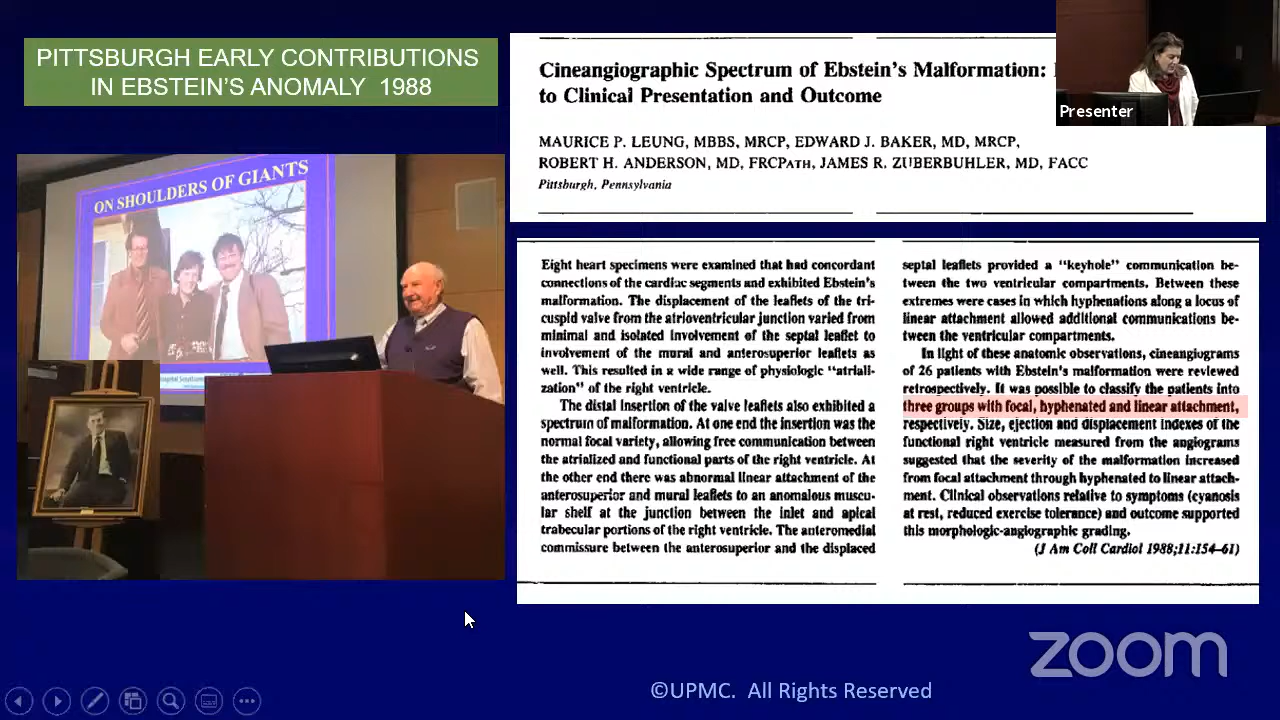 PITTSBURGH EARLY CONTRIBUTIONS
IN EBSTEIN'S ANOMALY 1988
ON SHOULDERS OF GIANTS
Cineangiographic Spectrum of Ebstein's Malformation:
to Clinical Presentation and Outcome
MAURICE P. LEUNG, MBBS, MRCP, EDWARD J. BAKER, MD, MRCP,
ROBERT H. ANDERSON, MD, FRCPATH, JAMES R. ZUBERBUHLER, MD, FACC
Pittsburgh, Pennsylvania
Presenter
Eight heart specimens were examined that had concordant
connections of the cardiac segments and exhibited Ebstein's
malformation. The displacement of the leaflets of the tri-
cuspid valve from the atrioventricular junction varied from
minimal and isolated involvement of the septal leaflet to
involvement of the mural and anterosuperior leaflets as
well. This resulted in a wide range of physiologic "atriali-
zation" of the right ventricle.
The distal insertion of the valve leaflets also exhibited a
spectrum of malformation. At one end the insertion was the
normal focal variety, allowing free communication between
the atrialized and functional parts of the right ventricle. At
the other end there was abnormal linear attachment of the
anterosuperior and mural leaflets to an anomalous muscu-
lar shelf at the junction between the inlet and apical
trabecular portions of the right ventricle. The anteromedial
commissure between the anterosuperior and the displaced
septal leaflets provided a "keyhole" communication be-
tween the two ventricular compartments. Between these
extremes were cases in which hyphenations along a locus of
linear attachment allowed additional communications be-
tween the ventricular compartments.
In light of these anatomic observations, cineangiograms
of 26 patients with Ebstein's malformation were reviewed
retrospectively. It was possible to classify the patients into
three groups with focal, hyphenated and linear attachment,
respectively. Size, ejection and displacement indexes of the
functional right ventricle measured from the angiograms
suggested that the severity of the malformation increased
from focal attachment through hyphenated to linear attach-
ment. Clinical observations relative to symptoms (cyanosis
at rest, reduced exercise tolerance) and outcome supported
this morphologic-angiographic grading.
(J Am Coll Cardiol 1988;11:154-61)
zoom
©UPMC. All Rights Reserved